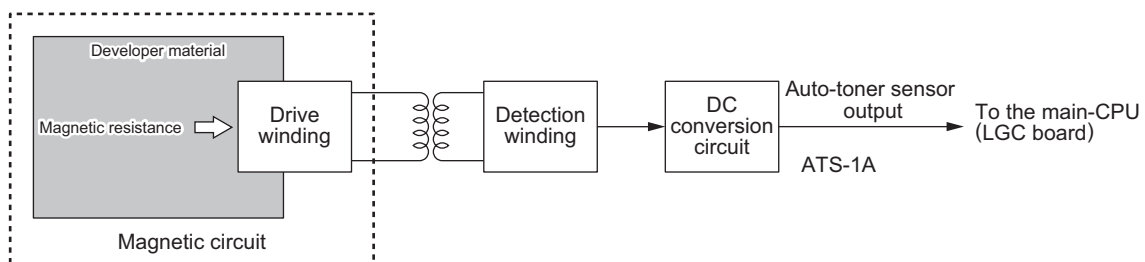 Developer material
Magnetic resistance
Drive
winding
Magnetic circuit
Detection
winding
DC
conversion
circuit
Auto-toner sensor
output
ATS-1A
To the main-CPU
(LGC board)